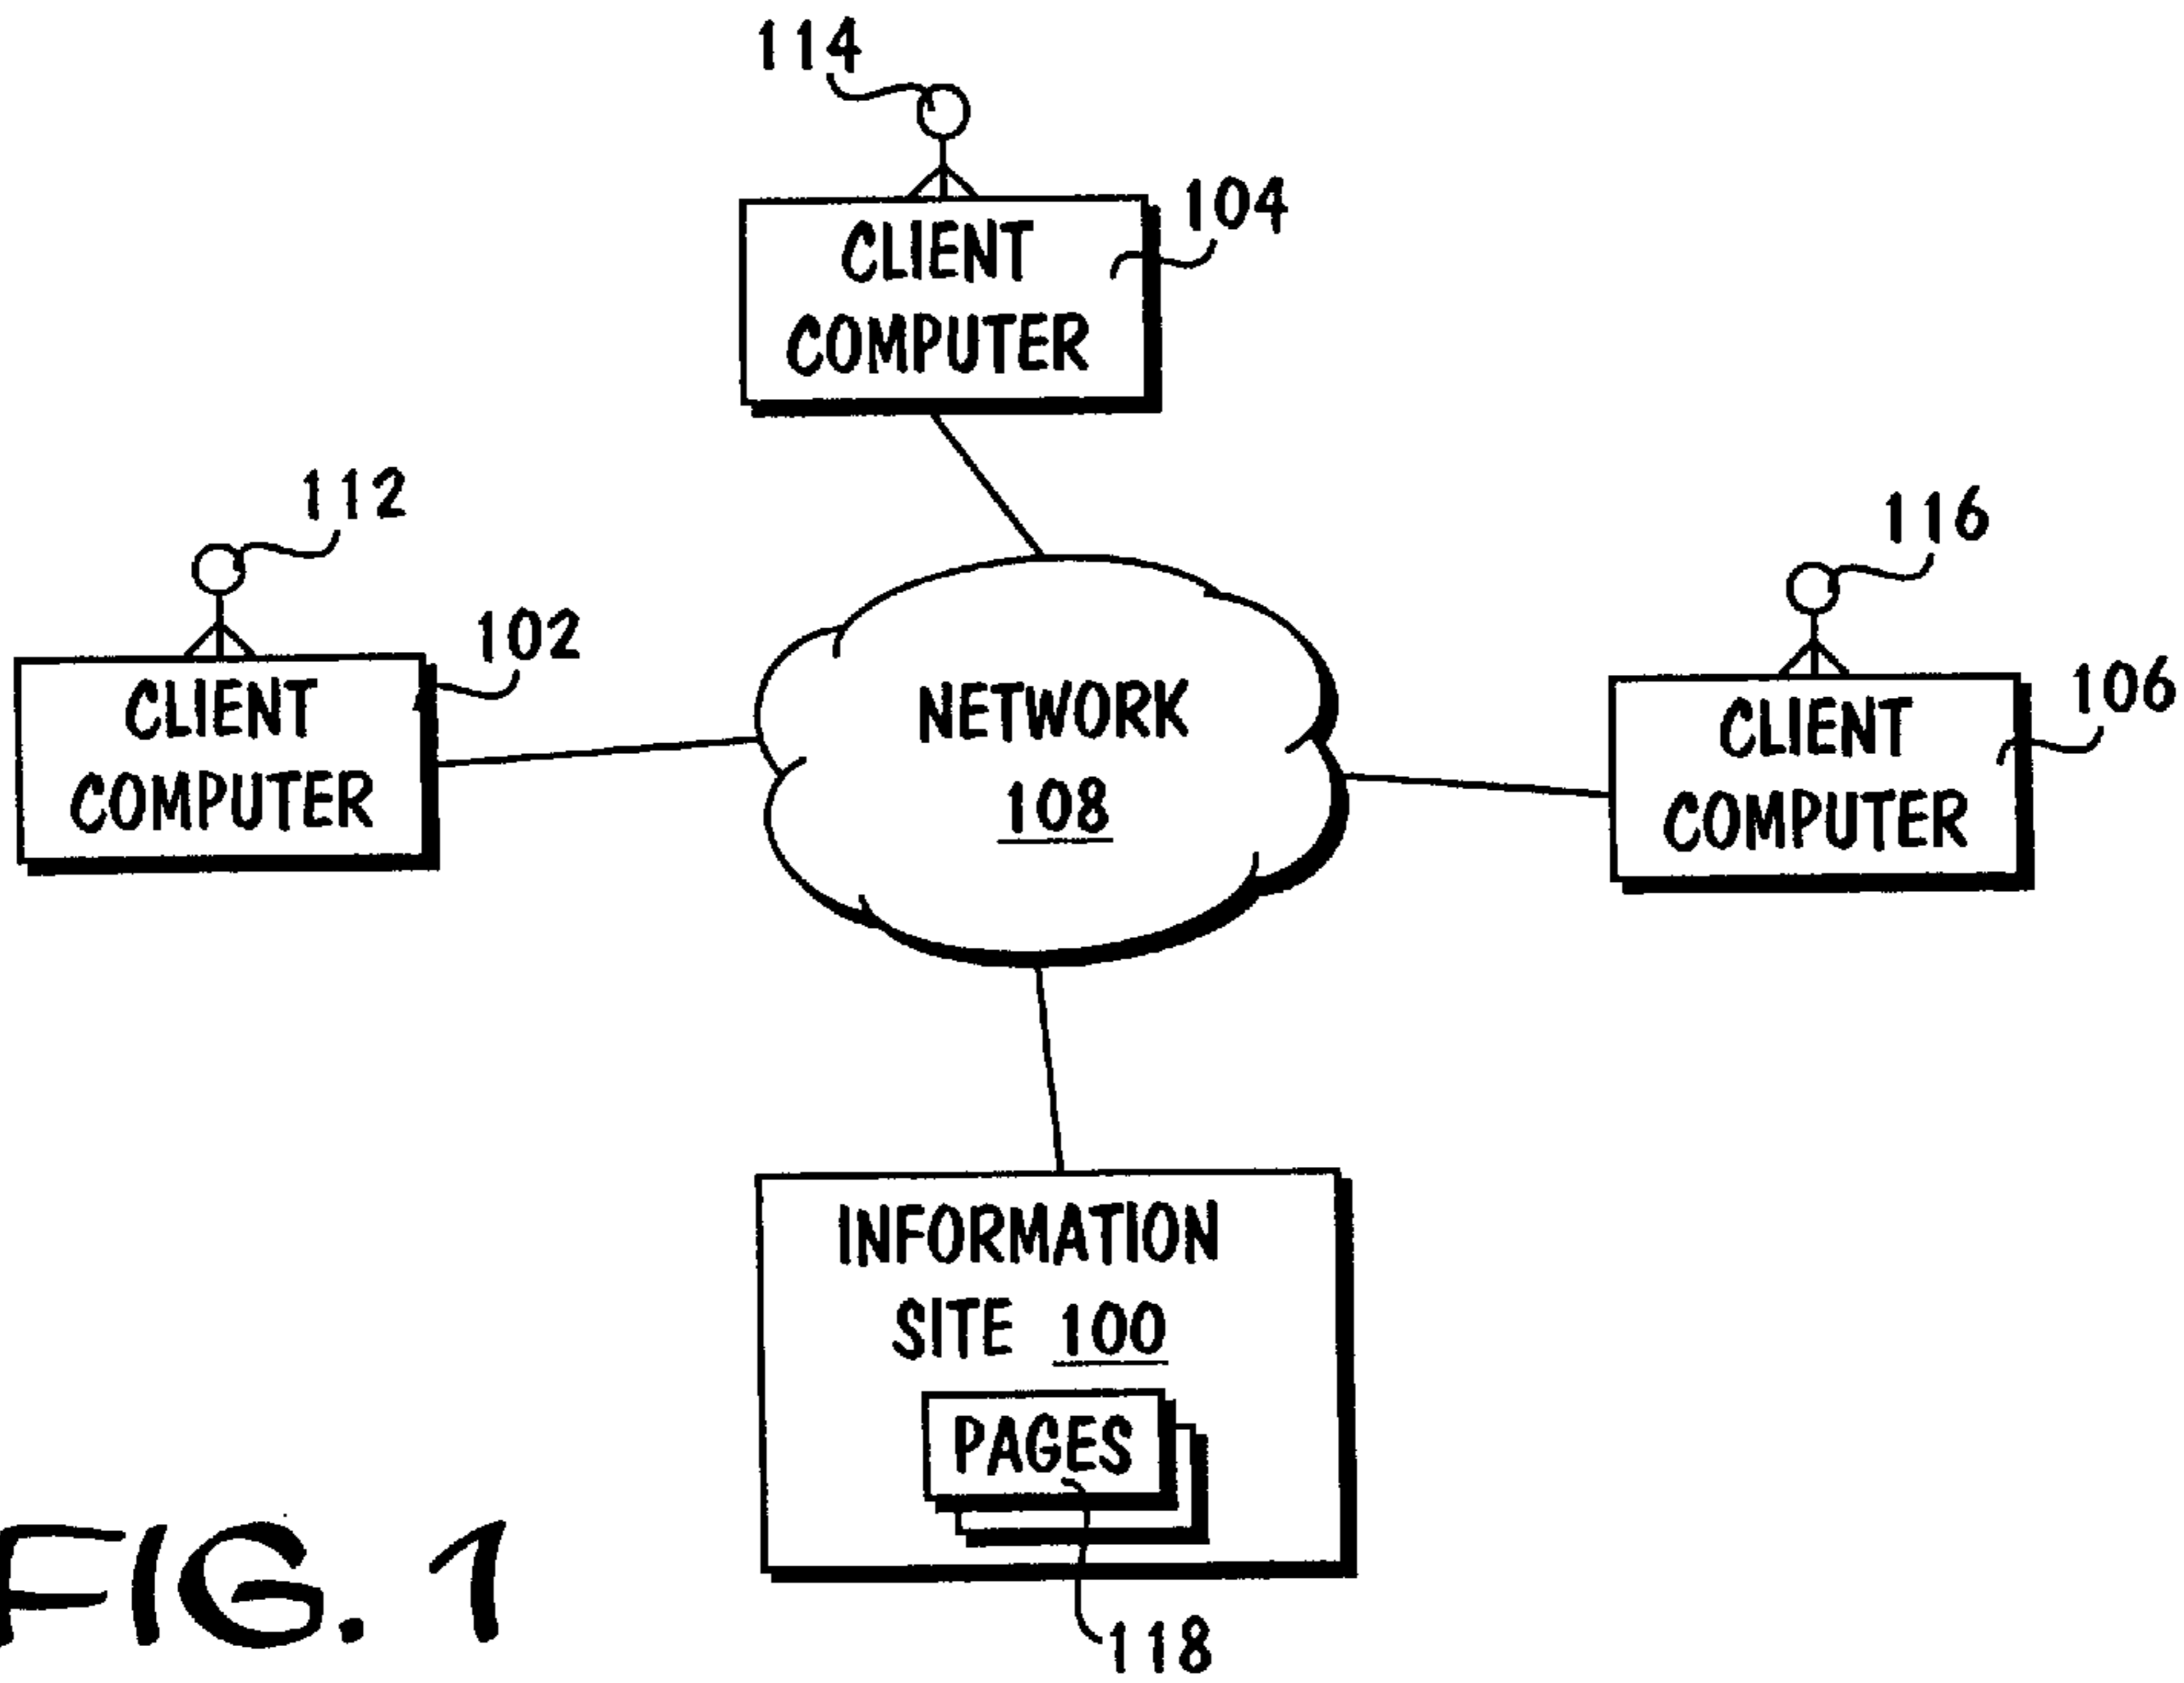 114
104
CLIENT
COMPUTER
112
102
CLIENT
COMPUTER
116
106
CLIENT
COMPUTER
NETWORK
108
INFORMATION
SITE 100
PAGES
118
FIG. 1